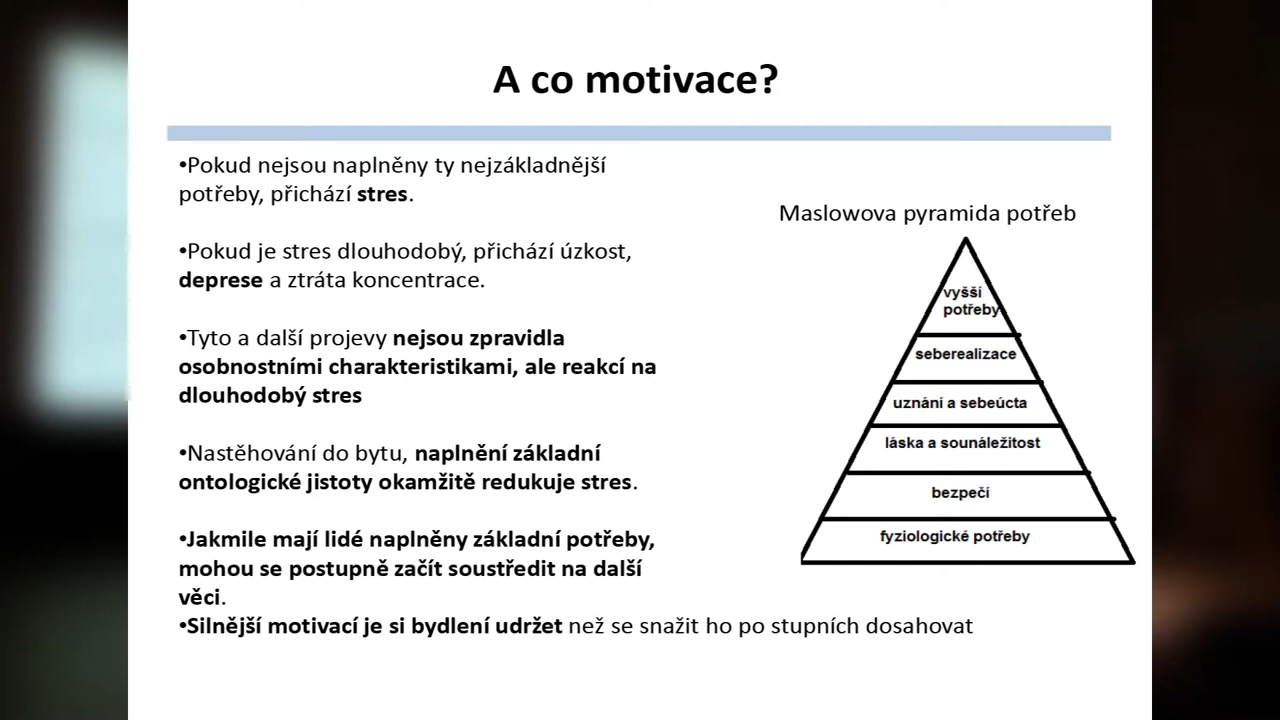 A co motivace?
•Pokud nejsou naplněny ty nejzákladnější
potřeby, přichází stres.
•Pokud je stres dlouhodobý, přichází úzkost,
deprese a ztráta koncentrace.
•Tyto a další projevy nejsou zpravidla
osobnostními charakteristikami, ale reakcí na
dlouhodobý stres
•Nastěhování do bytu, naplnění základní
ontologické jistoty okamžitě redukuje stres.
•Jakmile mají lidé naplněny základní potřeby,
mohou se postupně začít soustředit na další
věci.
•Silnější motivací je si bydlení udržet než se snažit ho po stupních dosahovat
Maslowova pyramida potřeb
vyšší
potřeby
seberealizace
uznání a sebeúcta
láska a sounáležitost
bezpečí
fyziologické potřeby